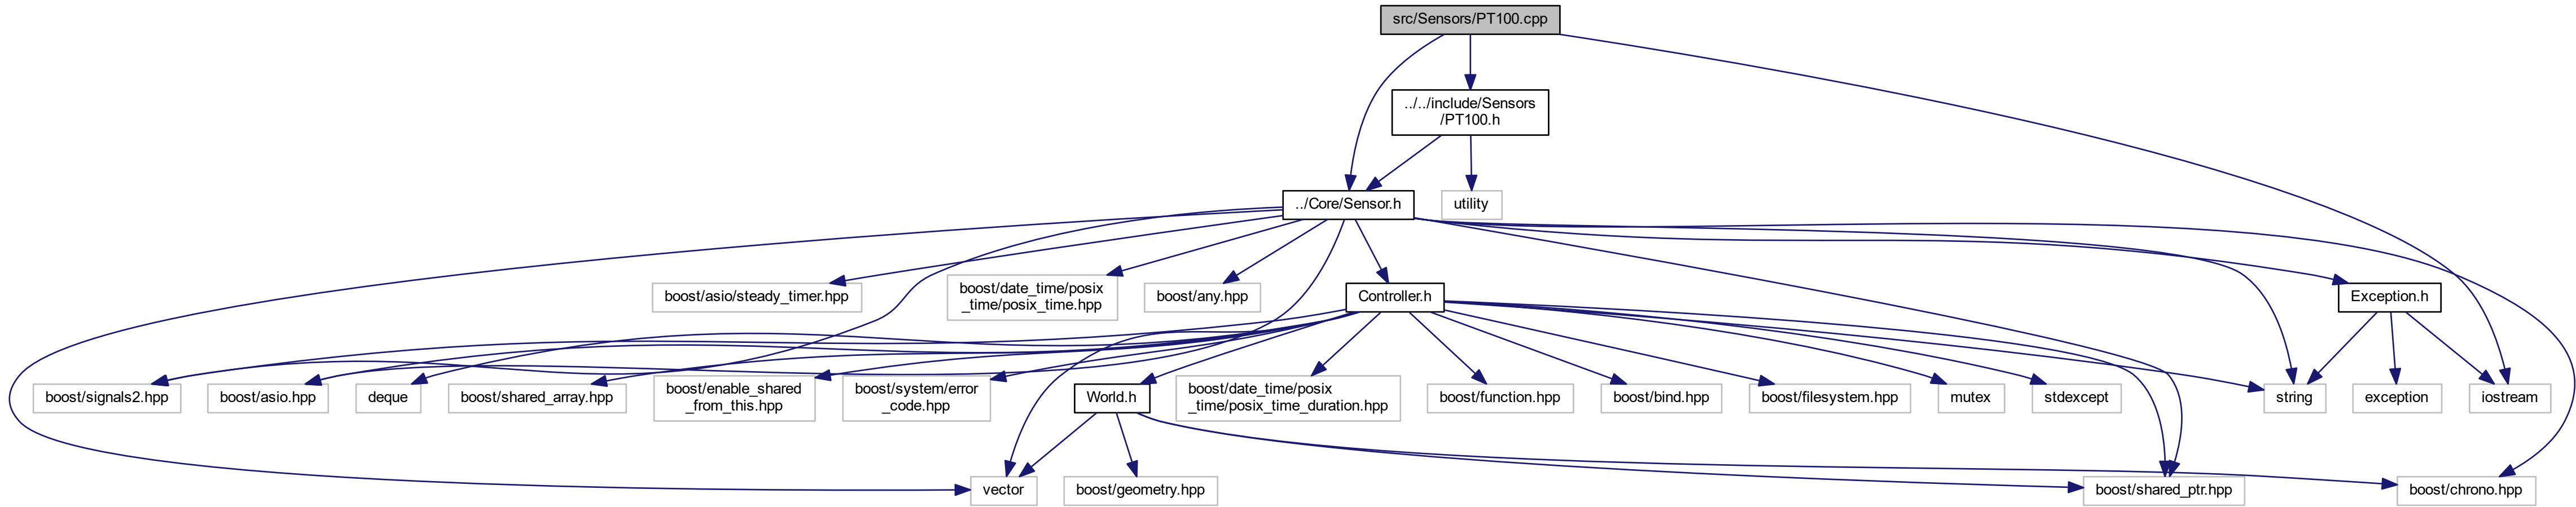 src/Sensors/PT100.cpp
../../include/Sensors
/PT100.h
../Core/Sensor.h
utility
boost/asio/steady_timer.hpp
boost/date_time/posix
_time/posix_time.hpp
boost/any.hpp
Controller.h
Exception.h
boost/signals2.hpp
boost/asio.hpp
deque
boost/shared_array.hpp
boost/enable_shared
_from_this.hpp
boost/system/error
_code.hpp
World.h
boost/date_time/posix
_time/posix_time_duration.hpp
boost/function.hpp
boost/bind.hpp
boost/filesystem.hpp
mutex
stdexcept
string
exception
iostream
vector
boost/geometry.hpp
boost/shared_ptr.hpp
boost/chrono.hpp